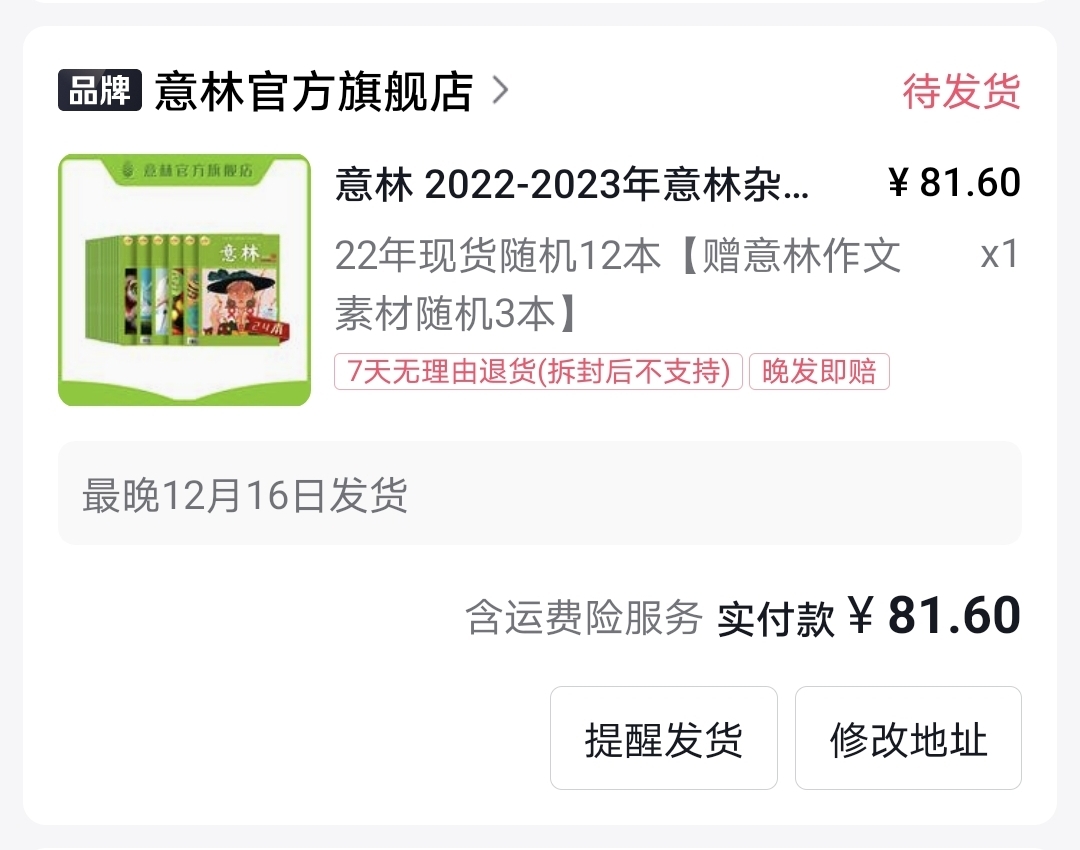 品牌 意林官方旗舰店
待发货
意林官方旗舰店
意林
24本
意林 2022-2023年意林杂... ¥81.60
22年现货随机12本【赠意林作文 x1
素材随机3本】
7天无理由退货(拆封后不支持) 晚发即赔
最晚12月16日发货
含运费险服务 实付款 ¥81.60
提醒发货 修改地址